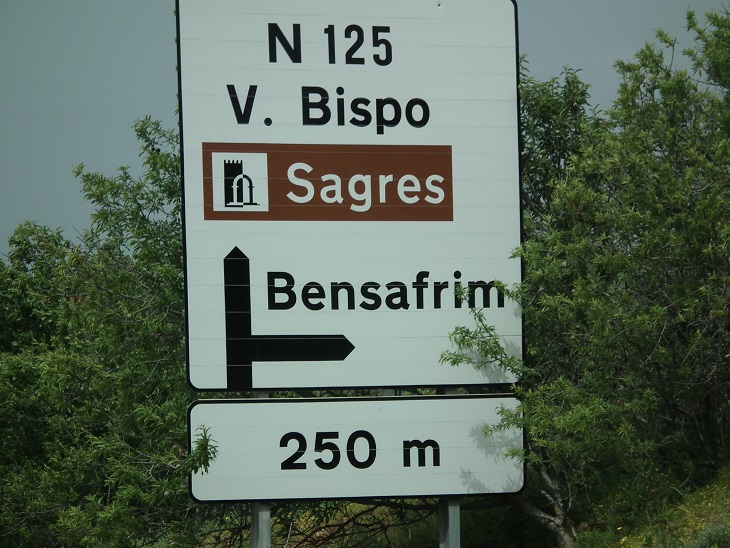 N 125
V. Bispo
Sagres
Bensafrim
250 m